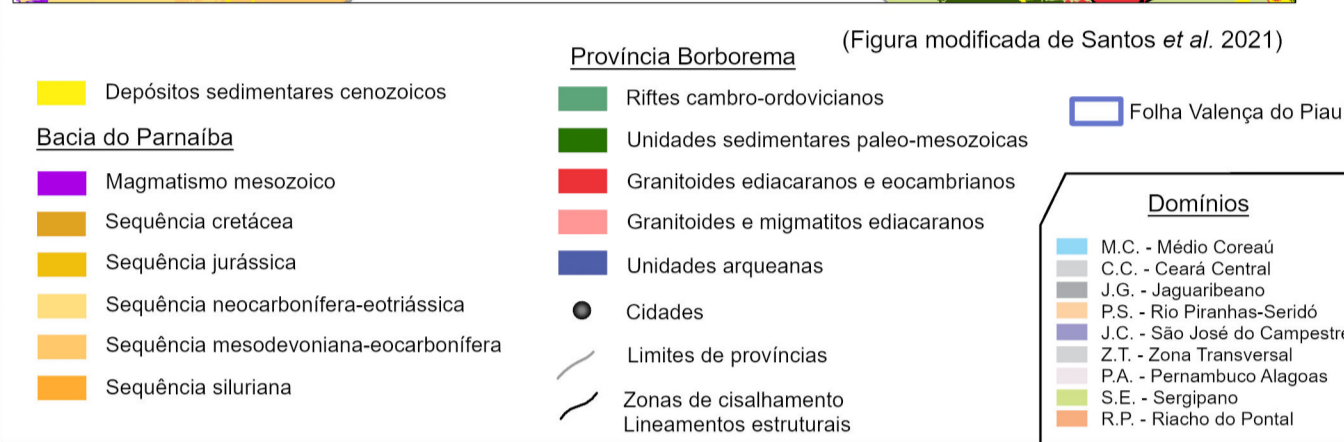 (Figura modificada de Santos et al. 2021)
Depósitos sedimentares cenozoicos
Bacia do Parnaíba
Magmatismo mesozoico
Sequência cretácea
Sequência jurássica
Sequência neocarbonífera-eotriássica
Sequência mesodevoniana-eocarbonífera
Sequência siluriana
Província Borborema
Riftes cambro-ordovicianos
Unidades sedimentares paleo-mesozoicas
Granitoides ediacaranos e eocambrianos
Granitoides e migmatitos ediacaranos
Unidades arqueanas
Cidades
Limites de províncias
Zonas de cisalhamento
Lineamentos estruturais
Folha Valença do Piau
Domínios
M.C. - Médio Coreaú
C.C. - Ceará Central
J.G. - Jaguaribeano
P.S. - Rio Piranhas-Seridó
J.C. - São José do Campestre
Z.T. - Zona Transversal
P.A. - Pernambuco Alagoas
S.E. - Sergipano
R.P. - Riacho do Pontal